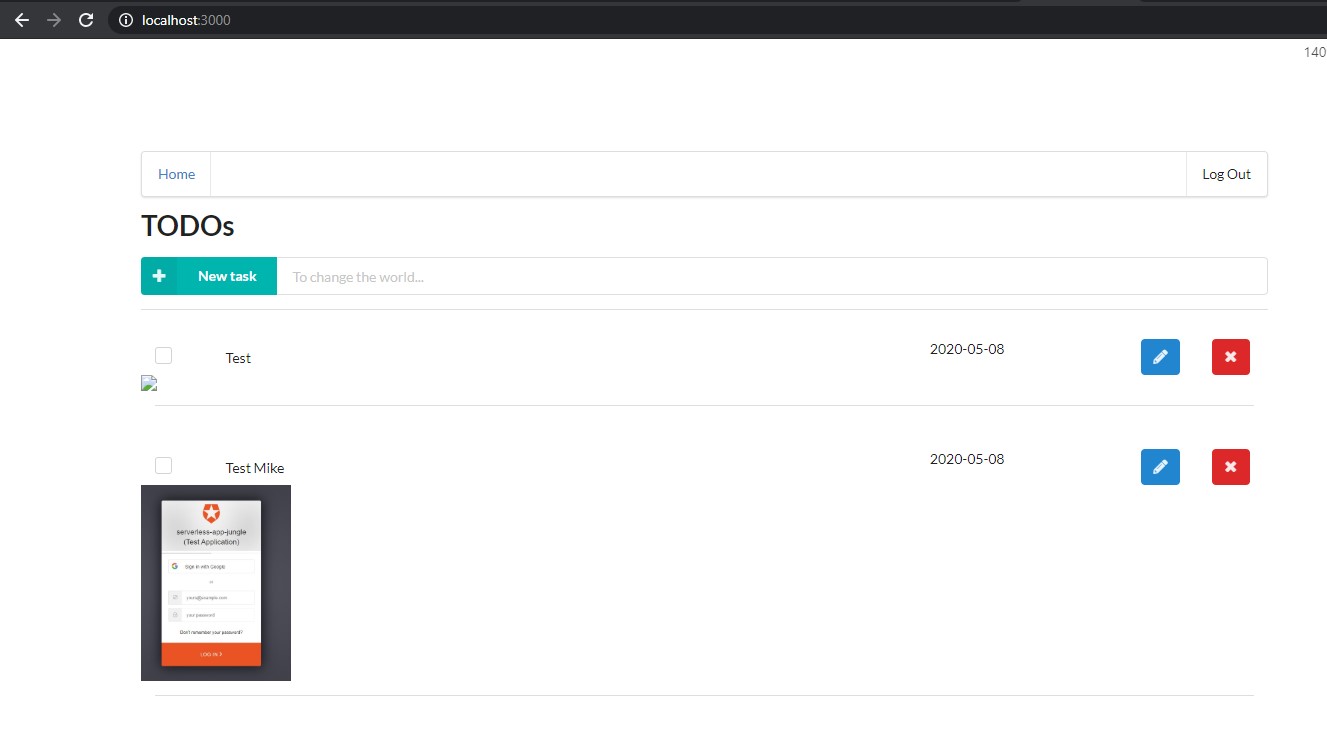 localhost:3000
140
Home
Log Out
TODOs
New task
To change the world...
Test
2020-05-08
Test Mike
2020-05-08
serverless-app-jungle
(Test Application)
Sign in with Google
or
yours@example.com
your password
Don't remember your password?
LOG IN >